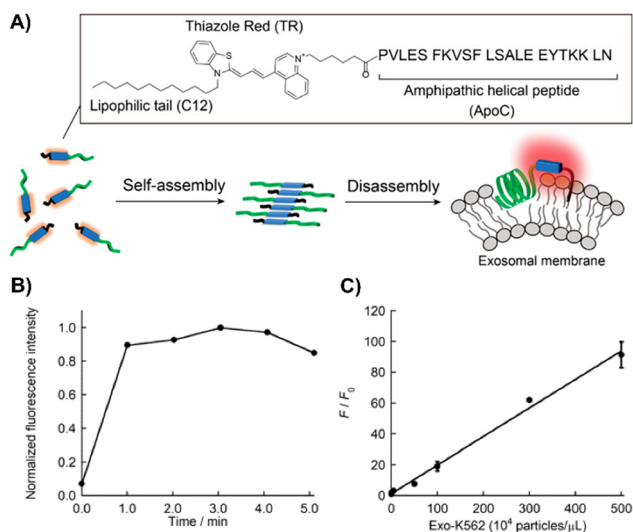 A)
Thiazole Red (TR)
S
N
N+
O
PVLES FKVSF LSALE EYTKK LN
Lipophilic tail (C12)
Amphipathic helical peptide
(ApoC)
Self-assembly
Disassembly
Exosomal membrane
B)
Normalized fluorescence intensity
1.0
0.8
0.6
0.4
0.2
0.0
0.0 1.0 2.0 3.0 4.0 5.0
Time / min
C)
F / F0
120
100
80
60
40
20
0
0 100 200 300 400 500
Exo-K562 (10⁴ particles/μL)